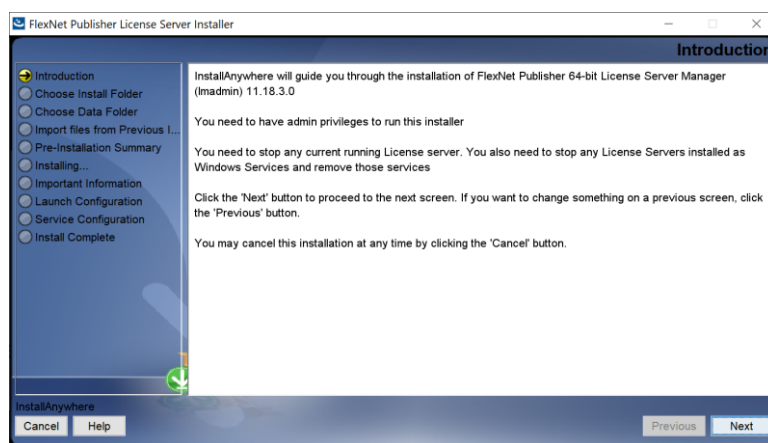 FlexNet Publisher License Server Installer
Introduction
Introduction
Choose Install Folder
Choose Data Folder
Import files from Previous I...
Pre-Installation Summary
Installing...
Important Information
Launch Configuration
Service Configuration
Install Complete
InstallAnywhere will guide you through the installation of FlexNet Publisher 64-bit License Server Manager
(lmadmin) 11.18.3.0
You need to have admin privileges to run this installer
You need to stop any current running License server. You also need to stop any License Servers installed as
Windows Services and remove those services
Click the 'Next' button to proceed to the next screen. If you want to change something on a previous screen, click
the 'Previous' button.
You may cancel this installation at any time by clicking the 'Cancel' button.
InstallAnywhere
Cancel
Help
Previous
Next